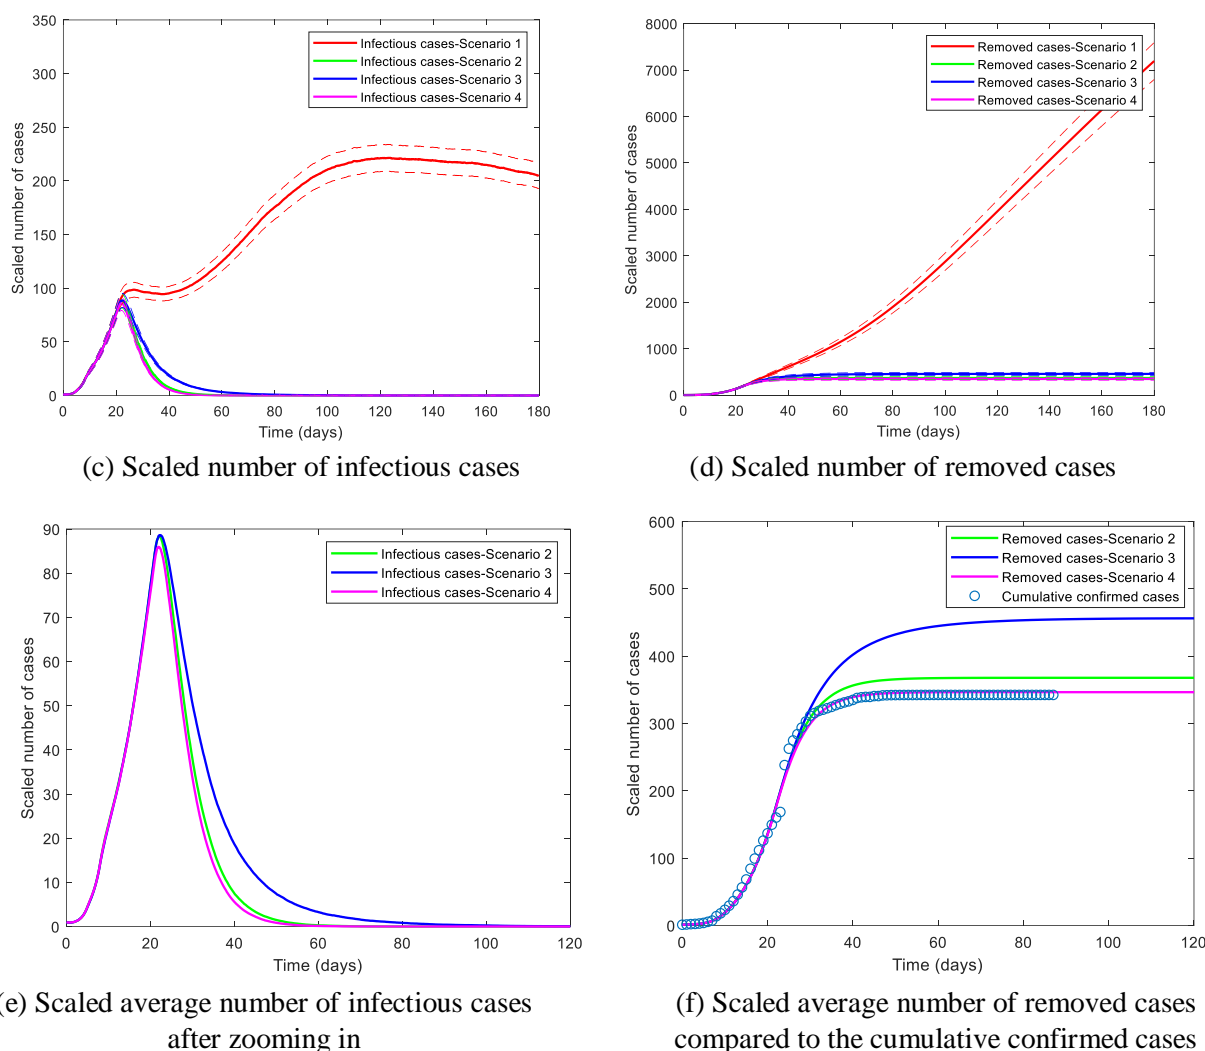 350
300
250
200
150
100
50
0
Scaled number of cases
Infectious cases-Scenario 1
Infectious cases-Scenario 2
Infectious cases-Scenario 3
Infectious cases-Scenario 4
0 20 40 60 80 100 120 140 160 180
Time (days)
(c) Scaled number of infectious cases
8000
7000
6000
5000
4000
3000
2000
1000
0
Scaled number of cases
Removed cases-Scenario 1
Removed cases-Scenario 2
Removed cases-Scenario 3
Removed cases-Scenario 4
0 20 40 60 80 100 120 140 160 180
Time (days)
(d) Scaled number of removed cases
90
80
70
60
50
40
30
20
10
0
Scaled number of cases
Infectious cases-Scenario 2
Infectious cases-Scenario 3
Infectious cases-Scenario 4
0 20 40 60 80 100 120
Time (days)
(e) Scaled average number of infectious cases
after zooming in
600
500
400
300
200
100
0
Scaled number of cases
Removed cases-Scenario 2
Removed cases-Scenario 3
Removed cases-Scenario 4
Cumulative confirmed cases
0 20 40 60 80 100 120
Time (days)
(f) Scaled average number of removed cases
compared to the cumulative confirmed cases